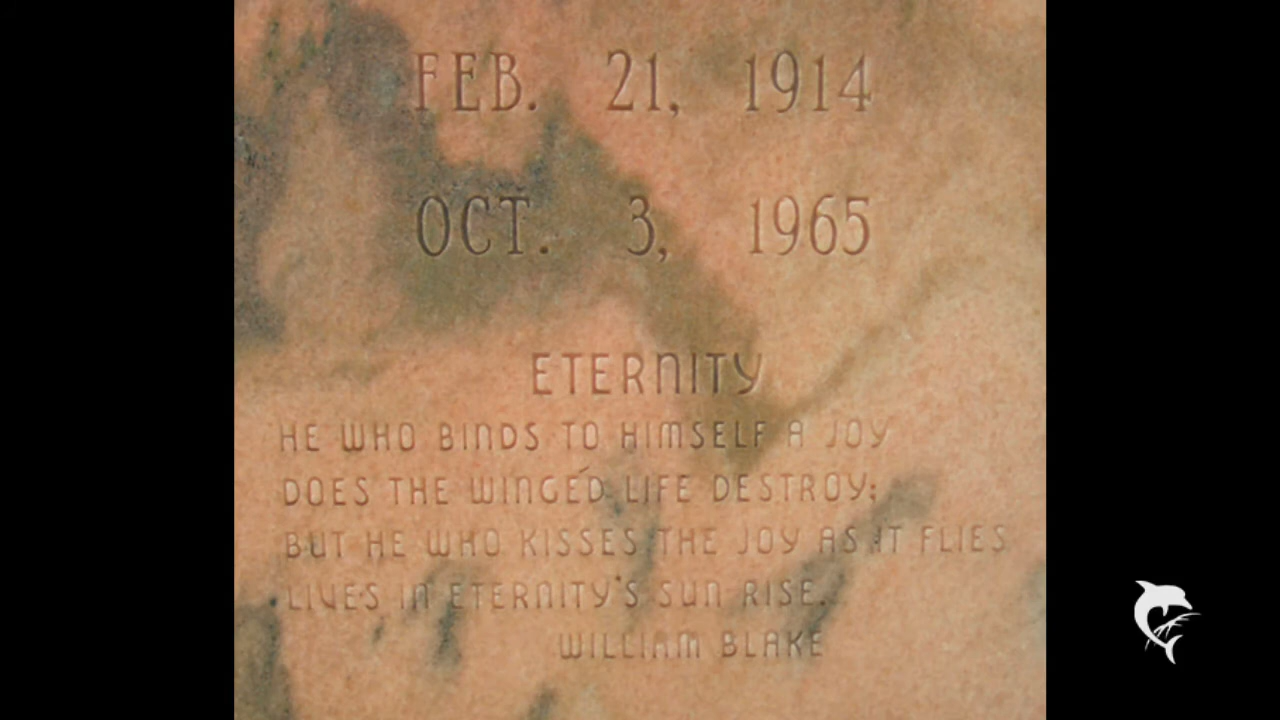 FEB. 21, 1914
OCT. 3, 1965
ETERNITY
HE WHO BINDS TO HIMSELF A JOY
DOES THE WINGÉD LIFE DESTROY;
BUT HE WHO KISSES THE JOY AS IT FLIES
LIVES IN ETERNITY'S SUN RISE.
WILLIAM BLAKE